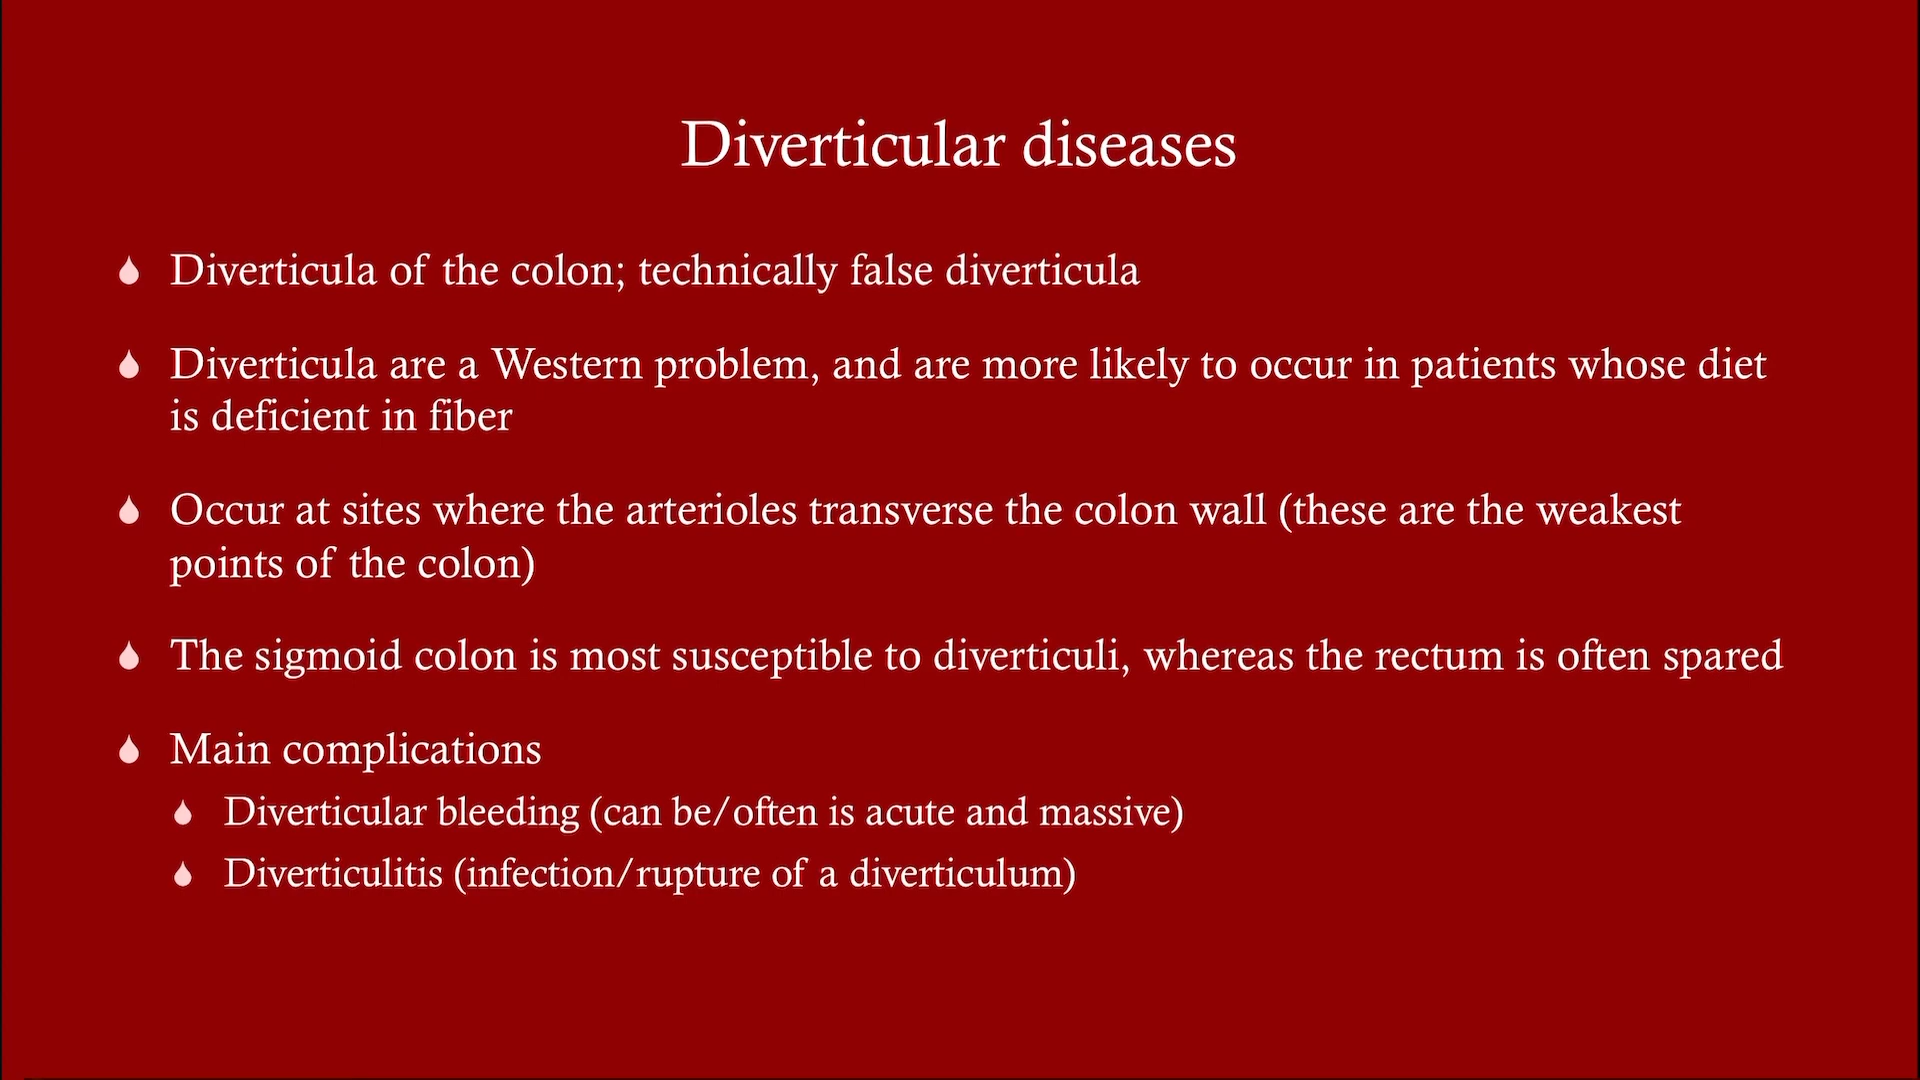 Diverticular diseases
Diverticula of the colon; technically false diverticula
Diverticula are a Western problem, and are more likely to occur in patients whose diet
is deficient in fiber
Occur at sites where the arterioles transverse the colon wall (these are the weakest
points of the colon)
The sigmoid colon is most susceptible to diverticuli, whereas the rectum is often spared
Main complications
Diverticular bleeding (can be/often is acute and massive)
Diverticulitis (infection/rupture of a diverticulum)